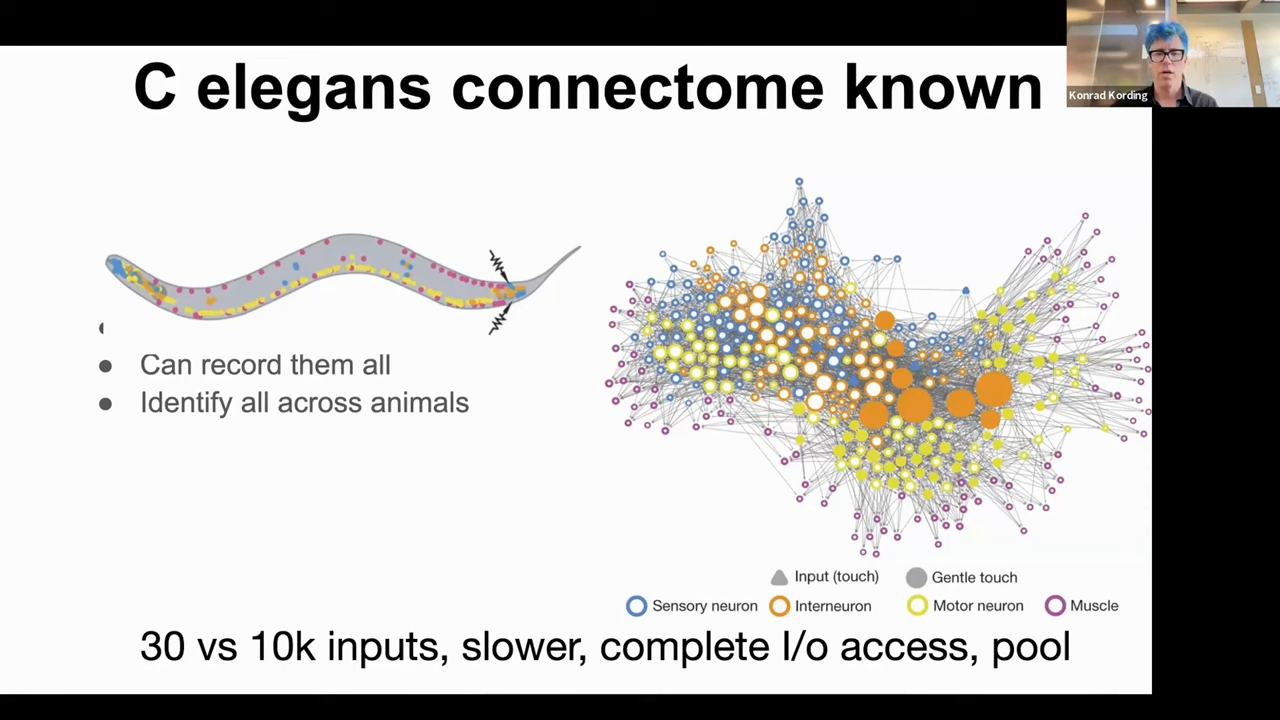 C elegans connectome known
Konrad Kording
● Can record them all
● Identify all across animals
Input (touch) Gentle touch
Sensory neuron Interneuron Motor neuron Muscle
30 vs 10k inputs, slower, complete I/o access, pool